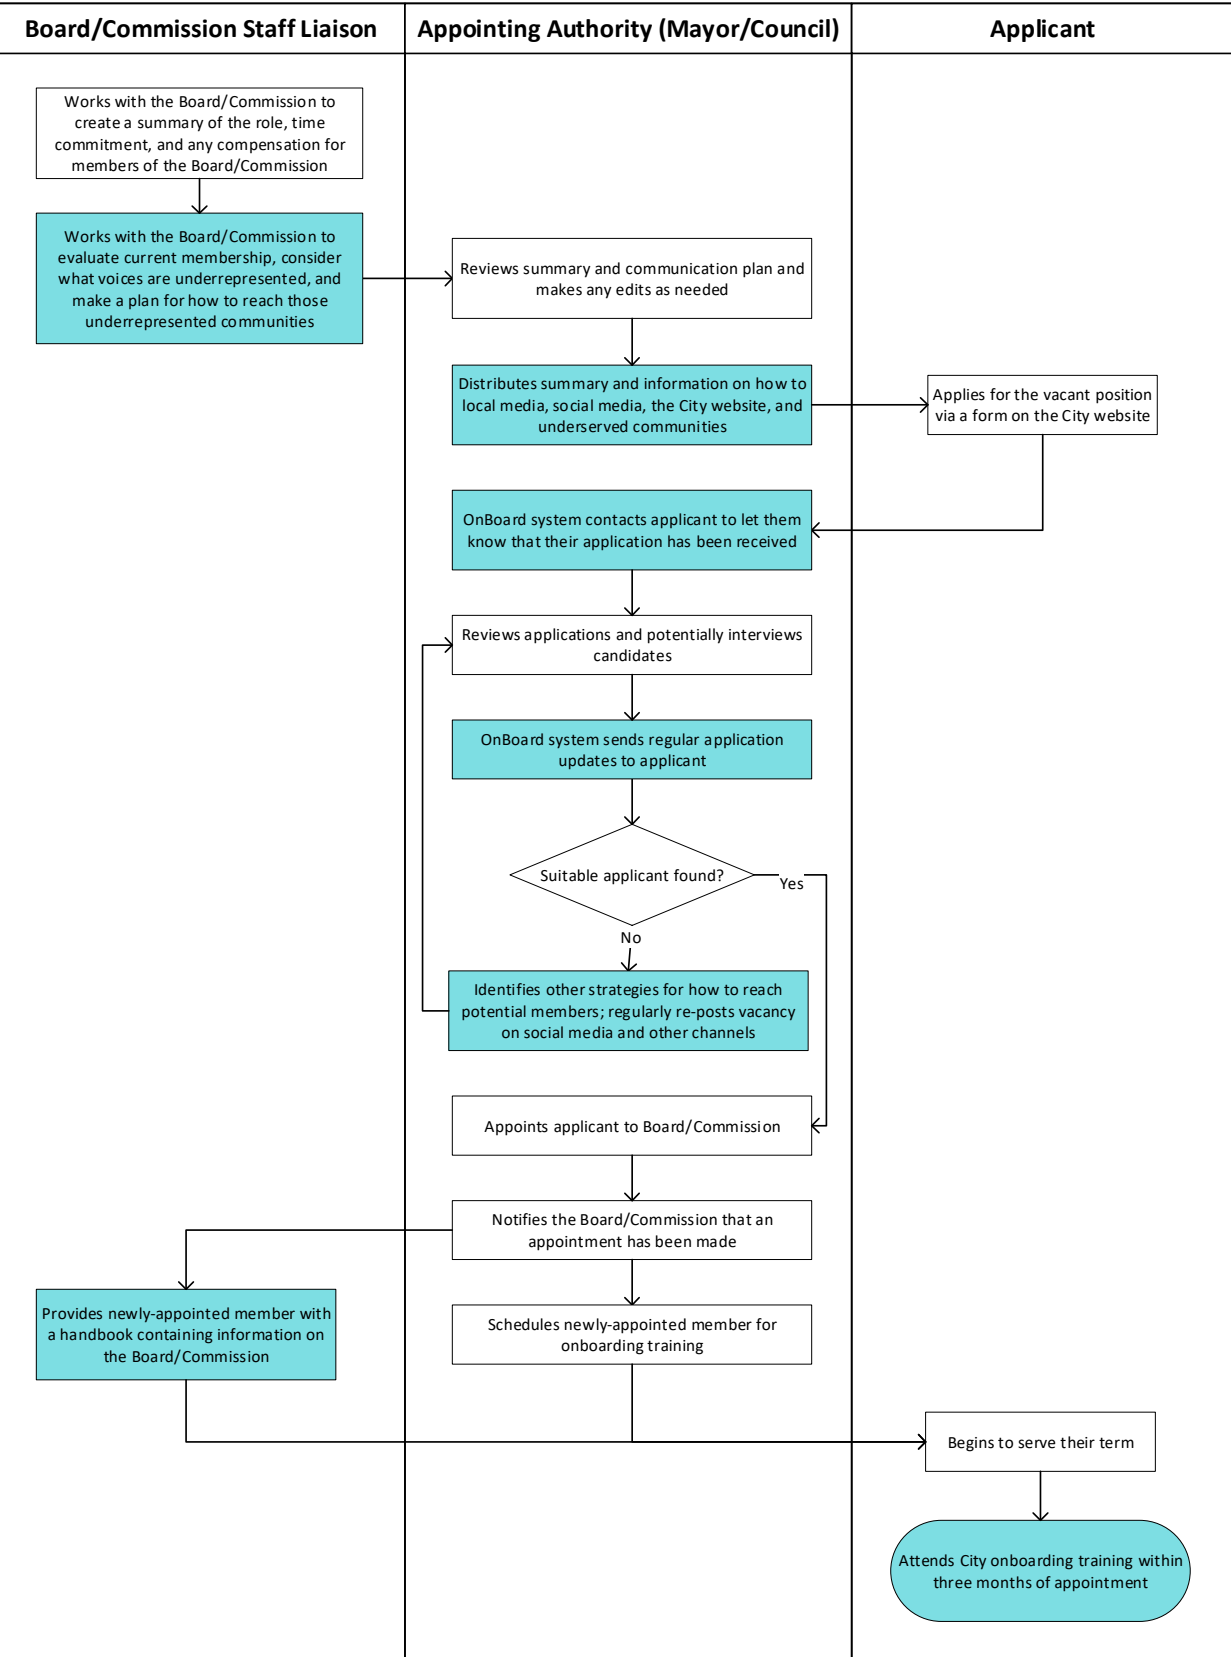 Board/Commission Staff Liaison
Appointing Authority (Mayor/Council)
Applicant
Works with the Board/Commission to
create a summary of the role, time
commitment, and any compensation for
members of the Board/Commission
Works with the Board/Commission to
evaluate current membership, consider
what voices are underrepresented, and
make a plan for how to reach those
underrepresented communities
Reviews summary and communication plan and
makes any edits as needed
Distributes summary and information on how to
local media, social media, the City website, and
underserved communities
Applies for the vacant position
via a form on the City website
OnBoard system contacts applicant to let them
know that their application has been received
Reviews applications and potentially interviews
candidates
OnBoard system sends regular application
updates to applicant
Suitable applicant found?
Yes
No
Identifies other strategies for how to reach
potential members; regularly re-posts vacancy
on social media and other channels
Appoints applicant to Board/Commission
Notifies the Board/Commission that an
appointment has been made
Provides newly-appointed member with
a handbook containing information on
the Board/Commission
Schedules newly-appointed member for
onboarding training
Begins to serve their term
Attends City onboarding training within
three months of appointment